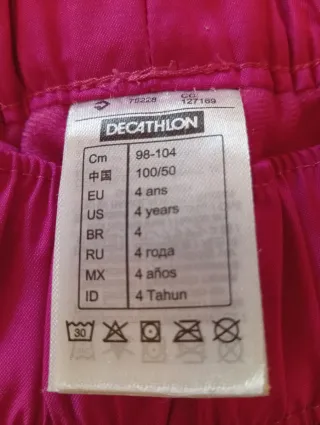 78228 CC:
127189
DECATHLON
Cm 98-104
中国 100/50
EU 4 ans
US 4 years
BR 4
RU 4 года
MX 4 años
ID 4 Tahun
30